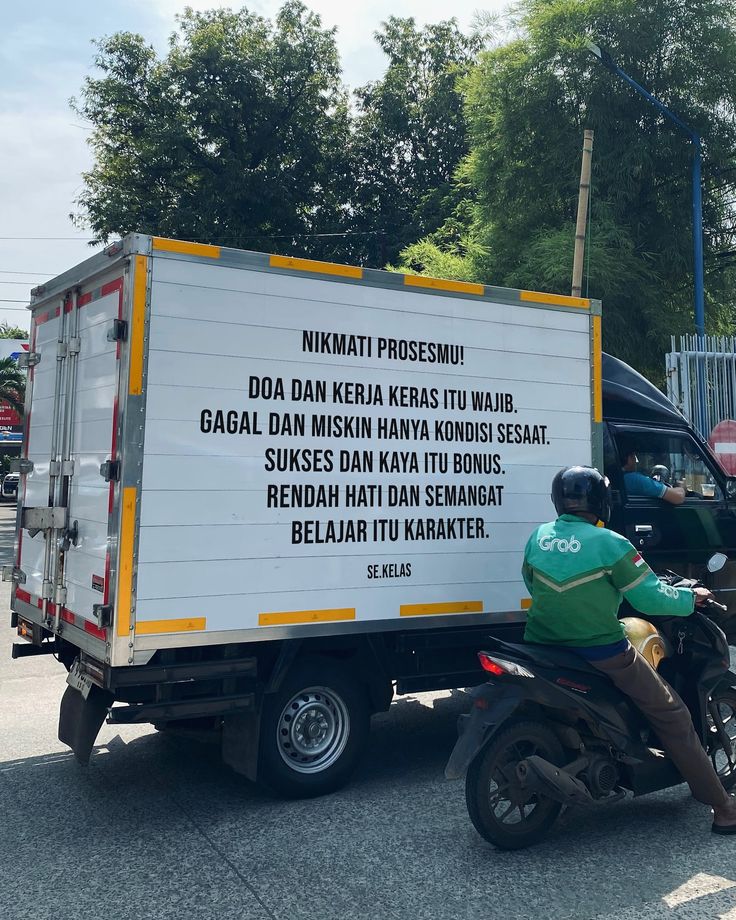 NIKMATI PROSESMU!
DOA DAN KERJA KERAS ITU WAJIB.
GAGAL DAN MISKIN HANYA KONDISI SESAAT.
SUKSES DAN KAYA ITU BONUS.
RENDAH HATI DAN SEMANGAT
BELAJAR ITU KARAKTER.
SE.KELAS
Grab
Grab